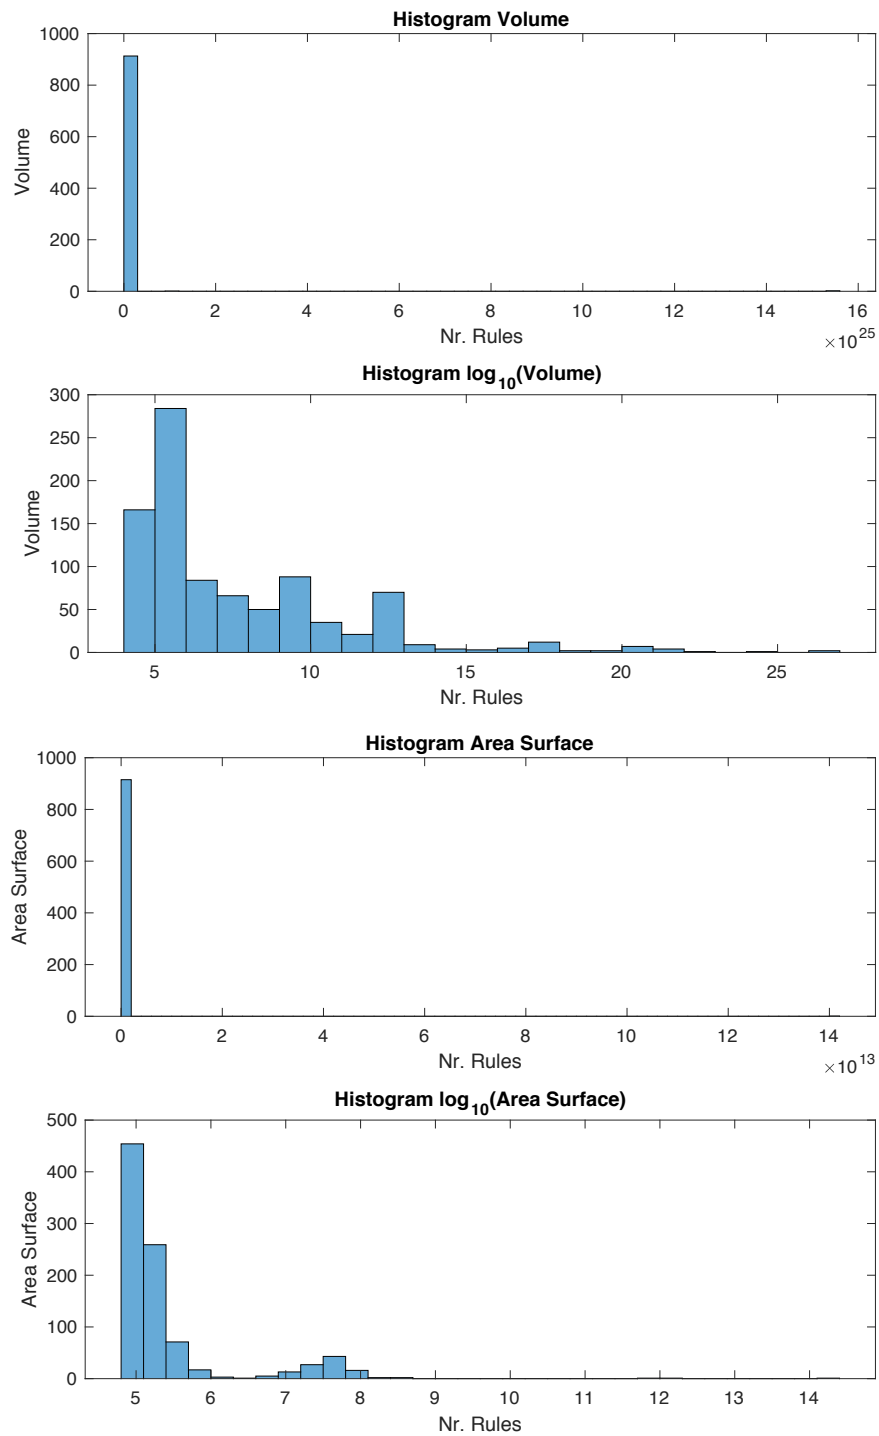 Histogram Volume
1000
800
600
400
200
0
Volume
0 2 4 6 8 10 12 14 16
Nr. Rules
×10^25
Histogram log_10(Volume)
300
250
200
150
100
50
0
Volume
5 10 15 20 25
Nr. Rules
Histogram Area Surface
1000
800
600
400
200
0
Area Surface
0 2 4 6 8 10 12 14
Nr. Rules
×10^13
Histogram log_10(Area Surface)
500
400
300
200
100
0
Area Surface
5 6 7 8 9 10 11 12 13 14
Nr. Rules